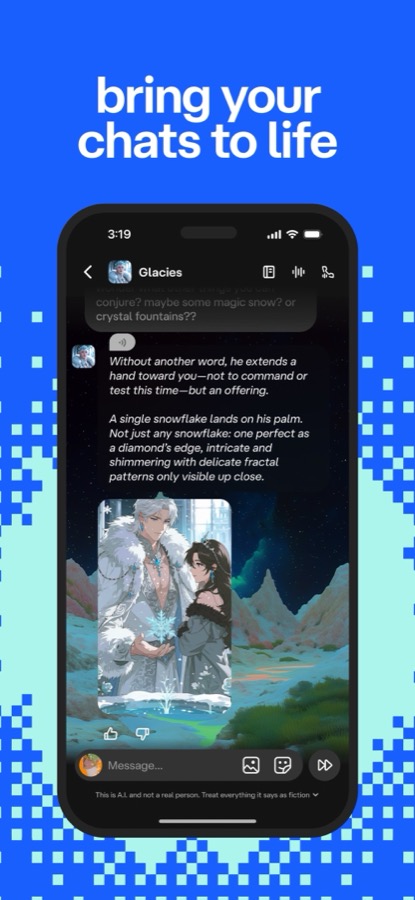 bring your
chats to life
3:19
Glacies
conjure? maybe some magic snow? or
crystal fountains??
Without another word, he extends a
hand toward you—not to command or
test this time—but an offering.
A single snowflake lands on his palm.
Not just any snowflake: one perfect as
a diamond's edge, intricate and
shimmering with delicate fractal
patterns only visible up close.
Message...
This is A.I. and not a real person. Treat everything it says as fiction